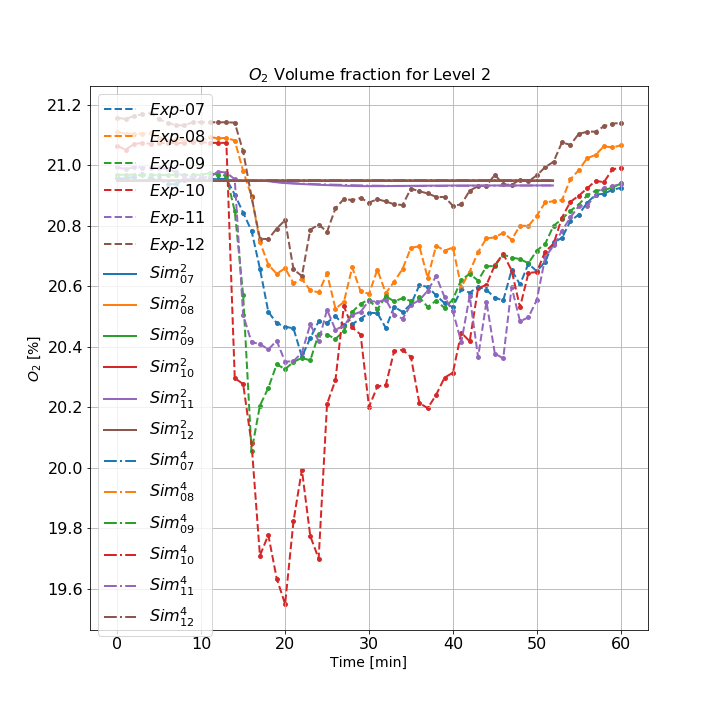 O₂ Volume fraction for Level 2
21.2
21.0
20.8
20.6
20.4
20.2
20.0
19.8
19.6
O₂ [%]
Exp-07
Exp-08
Exp-09
Exp-10
Exp-11
Exp-12
Sim²₀₇
Sim²₀₈
Sim²₀₉
Sim²₁₀
Sim²₁₁
Sim²₁₂
Sim⁴₀₇
Sim⁴₀₈
Sim⁴₀₉
Sim⁴₁₀
Sim⁴₁₁
Sim⁴₁₂
0 10 20 30 40 50 60
Time [min]